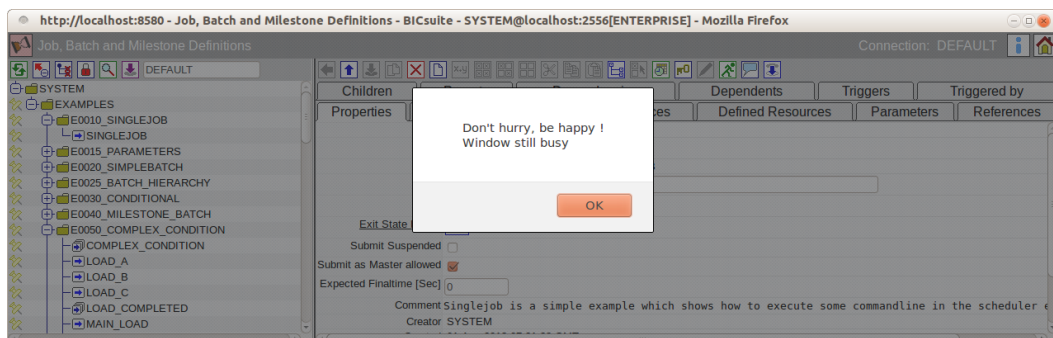 http://localhost:8580 - Job, Batch and Milestone Definitions - BICsuite - SYSTEM@localhost:2556[ENTERPRISE] - Mozilla Firefox
Job, Batch and Milestone Definitions Connection: DEFAULT
DEFAULT
SYSTEM
EXAMPLES
E0010_SINGLEJOB
SINGLEJOB
E0015_PARAMETERS
E0020_SIMPLEBATCH
E0025_BATCH_HIERARCHY
E0030_CONDITIONAL
E0040_MILESTONE_BATCH
E0050_COMPLEX_CONDITION
COMPLEX_CONDITION
LOAD_A
LOAD_B
LOAD_C
LOAD_COMPLETED
MAIN_LOAD
Children Dependents Triggers Triggered by
Properties Defined Resources Parameters References
Don't hurry, be happy !
Window still busy
OK
Exit State
Submit Suspended
Submit as Master allowed
Expected Finaltime [Sec] 0
Comment Singlejob is a simple example which shows how to execute some commandline in the scheduler
Creator SYSTEM